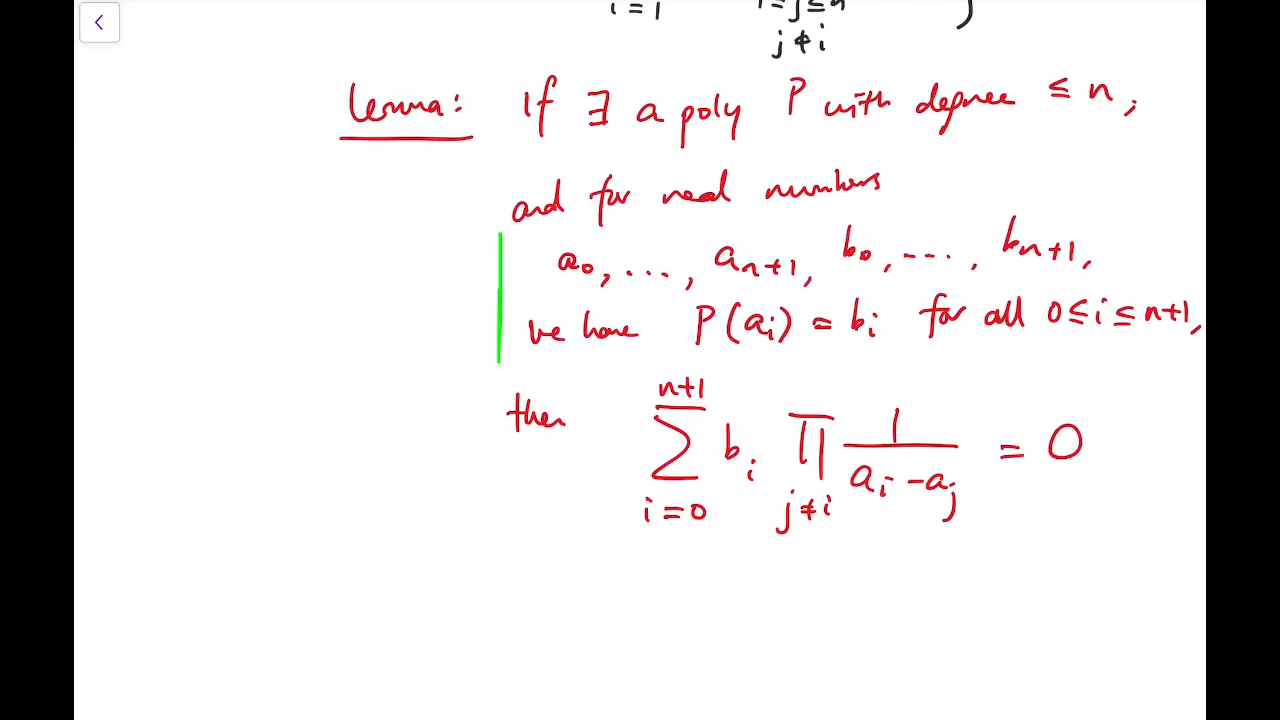 i = 1
j ≠ i
Lemma: If ∃ a poly P with degree ≤ n,
and for real numbers
a₀, ..., aₙ₊₁, b₀, ..., bₙ₊₁,
we have P(aᵢ) = bᵢ for all 0 ≤ i ≤ n+1,
then ∑_{i=0}^{n+1} bᵢ ∏_{j≠i} 1/(aᵢ - aⱼ) = 0